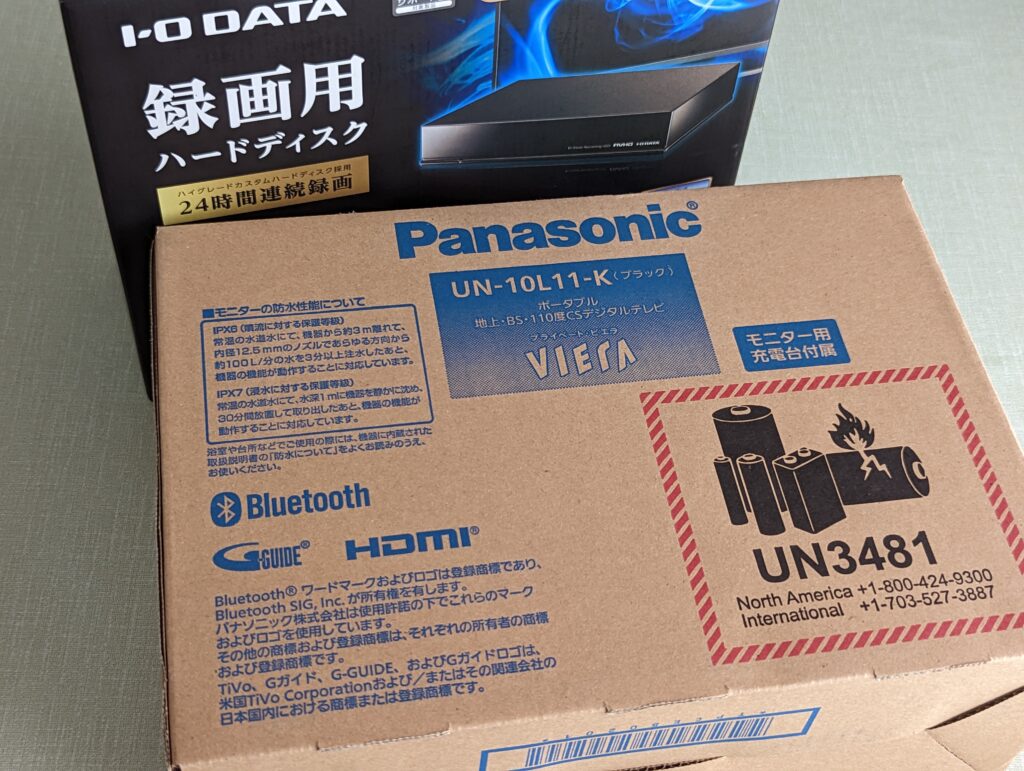 I-O DATA
録画用
ハードディスク
ハイグレードカスタムハードディスク採用
24時間連続録画
I-O DATA
Panasonic®
UN-10L11-K(ブラック)
ポータブル
地上・BS・110度CSデジタルテレビ
プライベート・ビエラ
VIERA
モニター用
充電台付属
■モニターの防水性能について
IPX6(噴流に対する保護等級)
常温の水道水にて、機器から約3m離れて、
内径12.5mmのノズルであらゆる方向から
約100L/分の水を3分以上注水したあと、
機器の機能が動作することに対応しています。
IPX7(浸水に対する保護等級)
常温の水道水にて、水深1mに機器を静かに沈め、
30分間放置して取り出したあと、機器の機能が
動作することに対応しています。
浴室や台所などでご使用の際には、機器に内蔵された
取扱説明書の「防水について」をよくお読みのうえ、
お使いください。
Bluetooth
G-GUIDE® HDMI®
Bluetooth® ワードマークおよびロゴは登録商標であり、
Bluetooth SIG, Inc. が所有権を有します。
パナソニック株式会社は使用許諾の下でこれらのマーク
およびロゴを使用しています。
その他の商標および登録商標は、それぞれの所有者の商標
および登録商標です。
TiVo、Gガイド、G-GUIDE、およびGガイドロゴは、
米国TiVo Corporationおよび/またはその関連会社の
日本国内における商標または登録商標です。
UN3481
North America +1-800-424-9300
International +1-703-527-3887